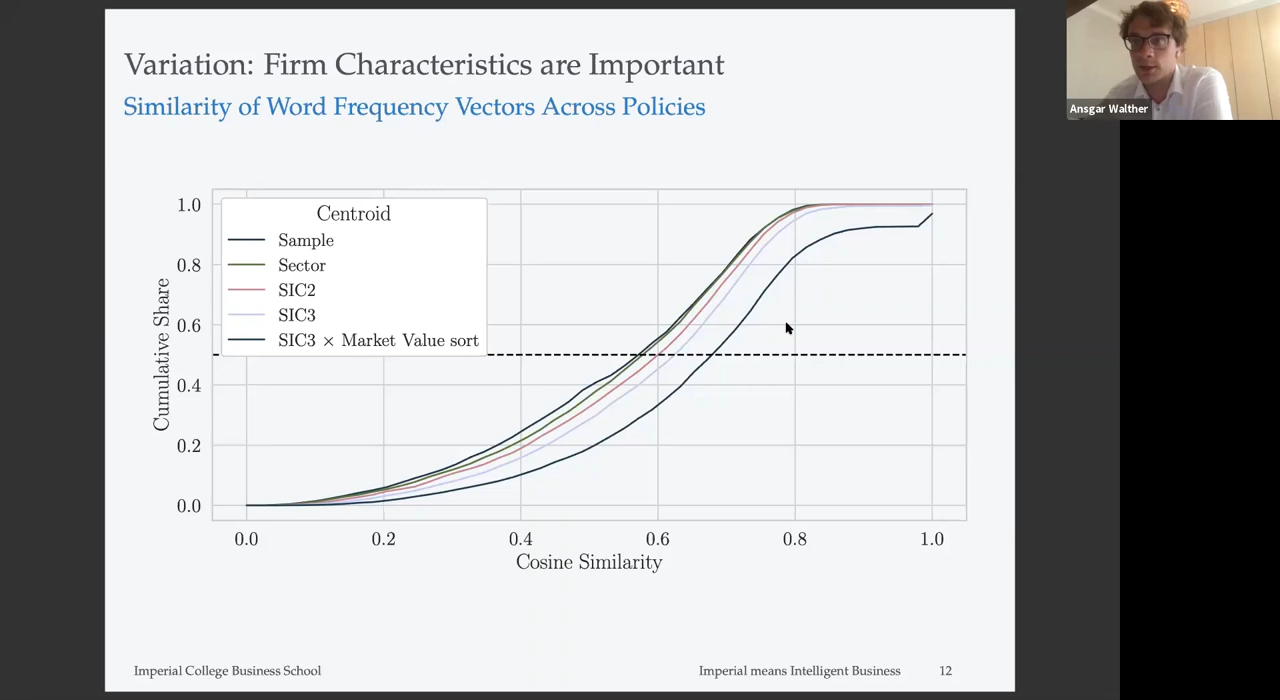 Variation: Firm Characteristics are Important
Similarity of Word Frequency Vectors Across Policies
Ansgar Walther
Centroid
Sample
Sector
SIC2
SIC3
SIC3 × Market Value sort
Cumulative Share
1.0
0.8
0.6
0.4
0.2
0.0
0.0 0.2 0.4 0.6 0.8 1.0
Cosine Similarity
Imperial College Business School
Imperial means Intelligent Business 12